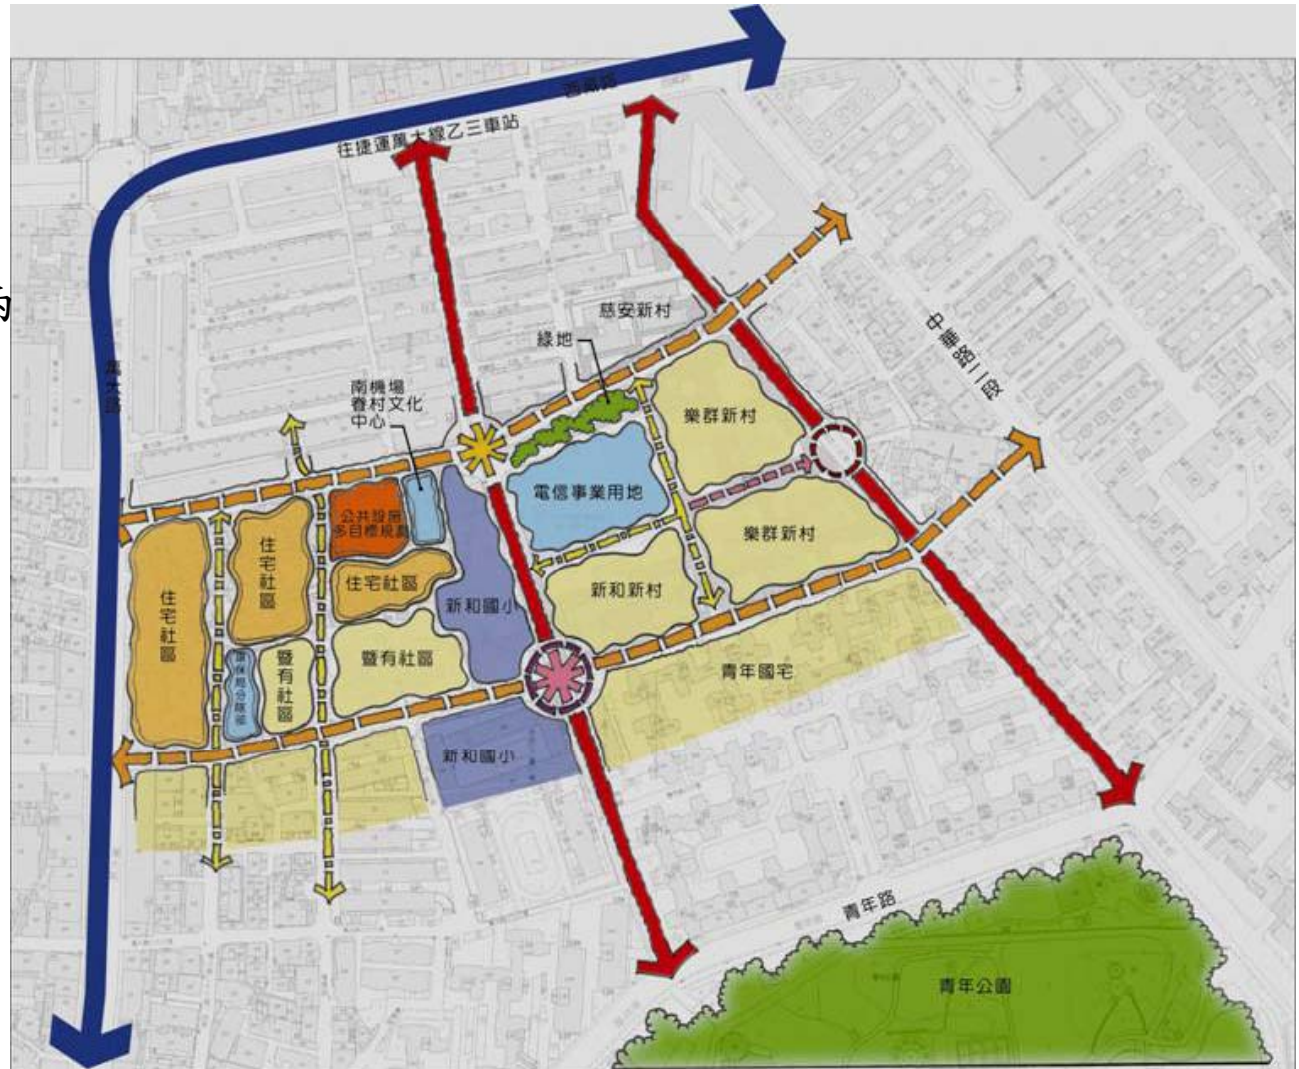 西藏路
往捷運萬大線乙三車站
慈安新村
綠地
中華路二段
萬大路
南機場
眷村文化
中心
樂群新村
電信事業用地
公共設施
多目標規劃
樂群新村
住宅社區
住宅社區
新和新村
住宅社區
新和國小
暨有社區
暨有社區
青年國宅
新和國小
青年路
青年公園